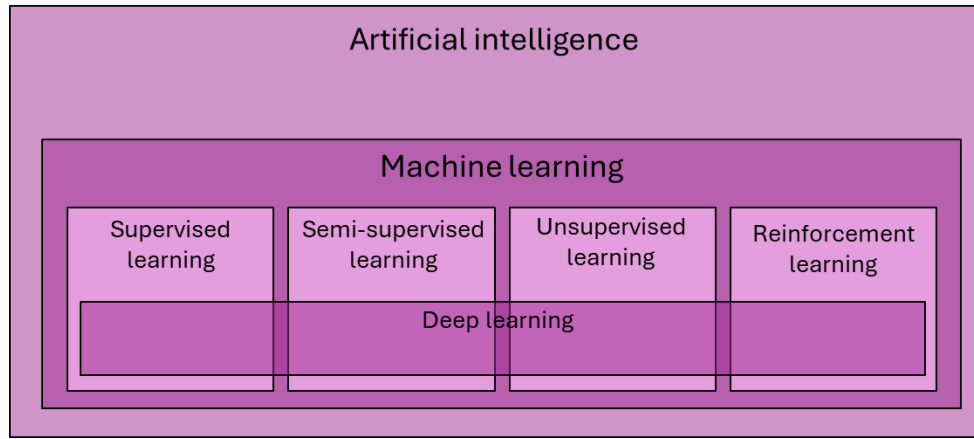 Artificial intelligence
Machine learning
Supervised
learning
Semi-supervised
learning
Unsupervised
learning
Reinforcement
learning
Deep learning